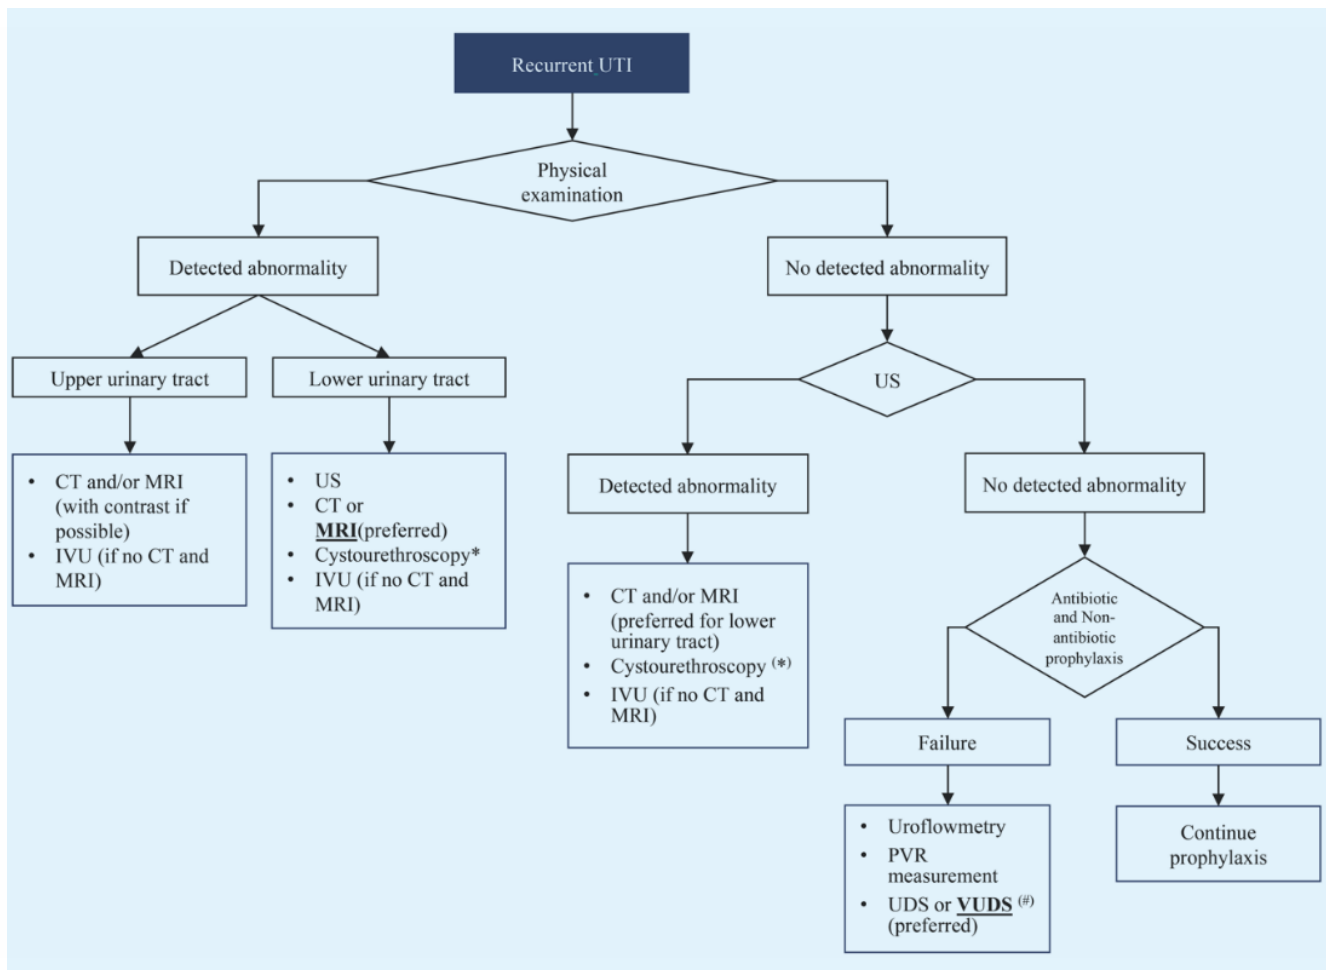 Recurrent UTI
Physical
examination
Detected abnormality
No detected abnormality
Upper urinary tract
Lower urinary tract
US
• CT and/or MRI
(with contrast if
possible)
• IVU (if no CT and
MRI)
• US
• CT or
MRI(preferred)
• Cystourethroscopy*
• IVU (if no CT and
MRI)
Detected abnormality
No detected abnormality
• CT and/or MRI
(preferred for lower
urinary tract)
• Cystourethroscopy (*)
• IVU (if no CT and
MRI)
Antibiotic
and Non-
antibiotic
prophylaxis
Failure
Success
• Uroflowmetry
• PVR
measurement
• UDS or VUDS (#)
(preferred)
Continue
prophylaxis